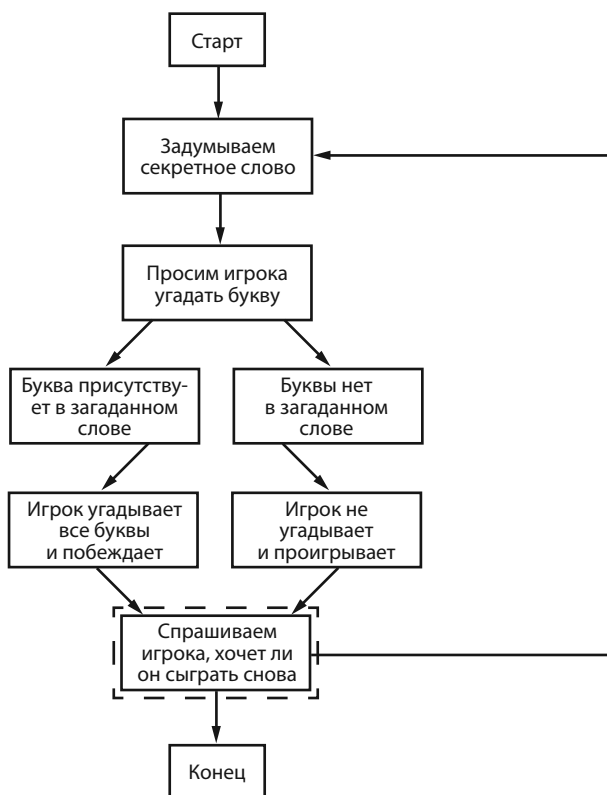 Старт
Задумываем
секретное слово
Просим игрока
угадать букву
Буква присутству-
ет в загаданном
слове
Буквы нет
в загаданном
слове
Игрок угадывает
все буквы
и побеждает
Игрок не
угадывает
и проигрывает
Спрашиваем
игрока, хочет ли
он сыграть снова
Конец